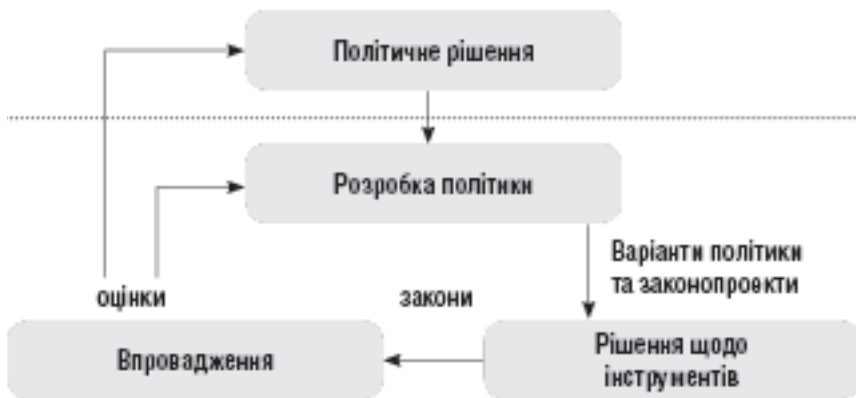 Політичне рішення
Розробка політики
Варіанти політики
та законопроекти
оцінки
закони
Впровадження
Рішення щодо
інструментів